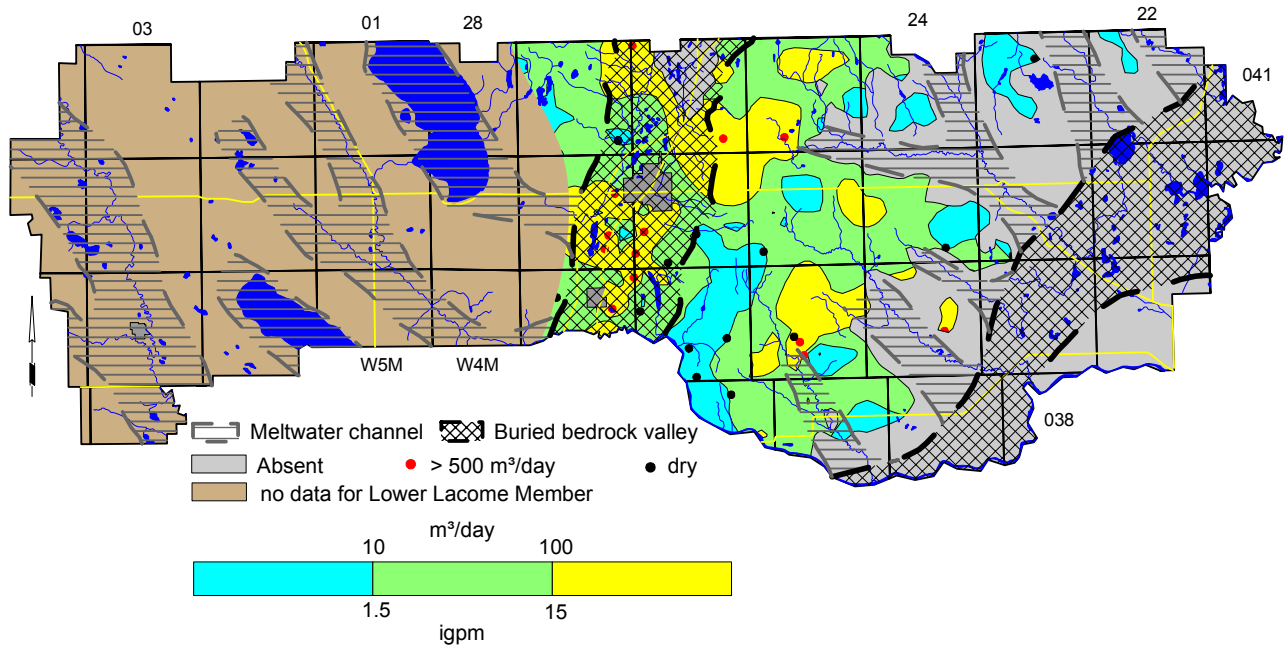 03
01
28
24
22
041
W5M
W4M
038
Meltwater channel
Buried bedrock valley
Absent
> 500 m³/day
dry
no data for Lower Lacome Member
m³/day
10
100
1.5
15
igpm